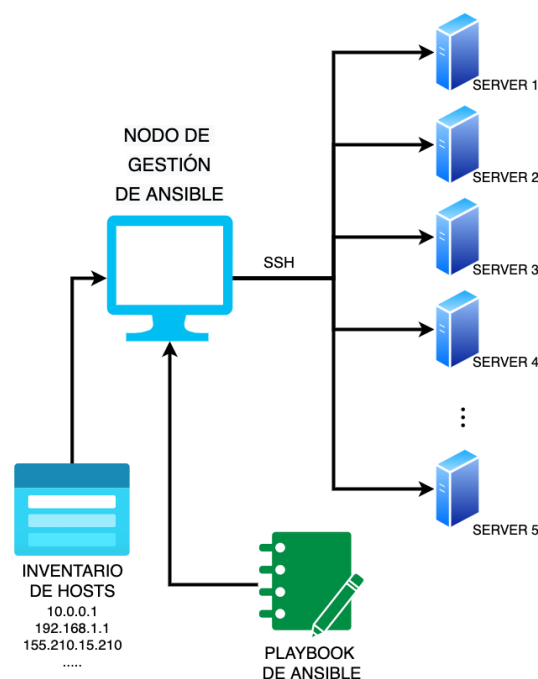 SERVER 1
NODO DE
GESTIÓN
DE ANSIBLE
SERVER 2
SSH
SERVER 3
SERVER 4
...
SERVER 5
INVENTARIO
DE HOSTS
10.0.0.1
192.168.1.1
155.210.15.210
.....
PLAYBOOK
DE ANSIBLE